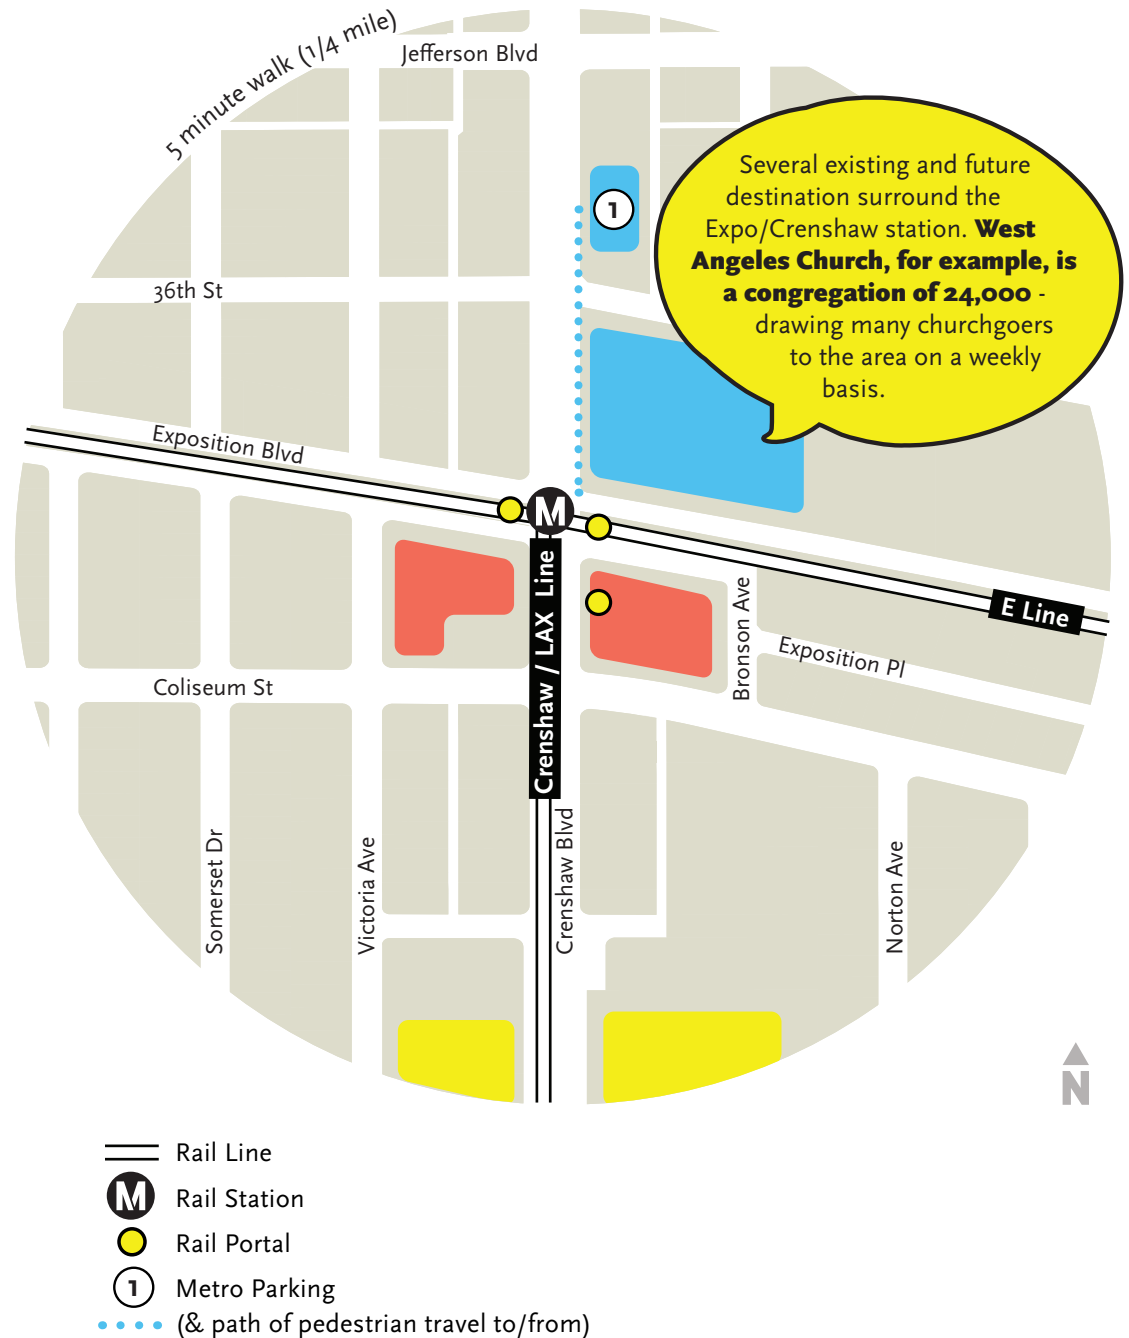 5 minute walk (1/4 mile)
Jefferson Blvd
1
Several existing and future
destination surround the
Expo/Crenshaw station. West
Angeles Church, for example, is
a congregation of 24,000 -
drawing many churchgoers
to the area on a weekly
basis.
36th St
Exposition Blvd
M
E Line
Crenshaw / LAX Line
Bronson Ave
Exposition Pl
Coliseum St
Somerset Dr
Victoria Ave
Crenshaw Blvd
Norton Ave
N
Rail Line
M Rail Station
Rail Portal
1 Metro Parking
(& path of pedestrian travel to/from)